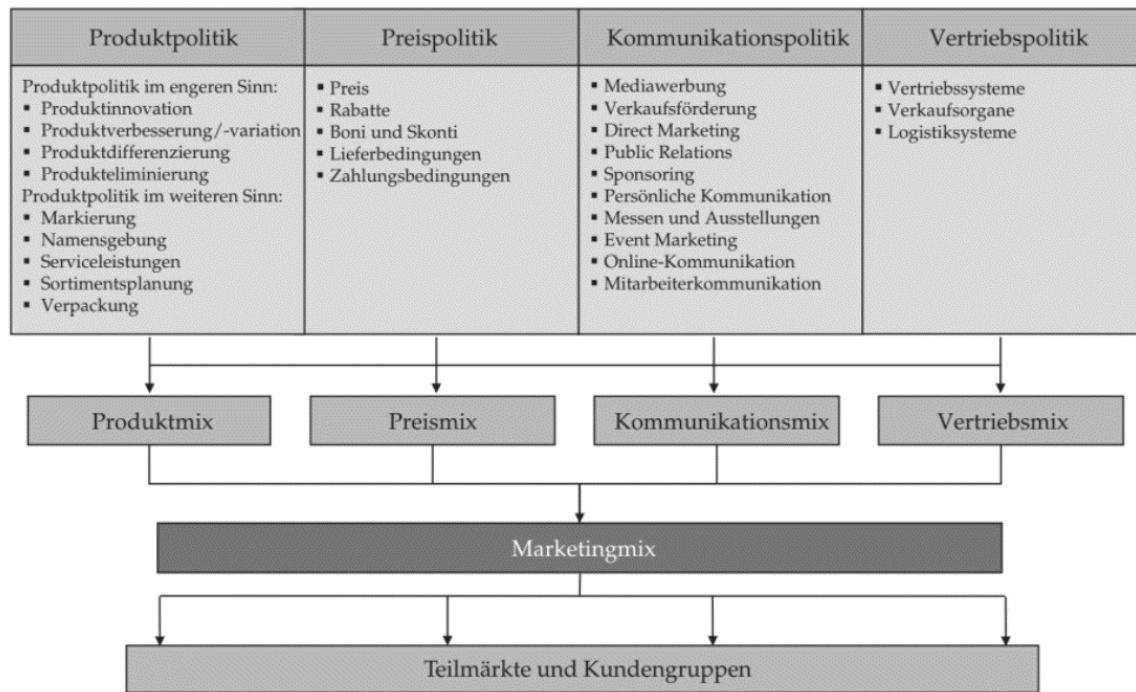 Produktpolitik
Preispolitik
Kommunikationspolitik
Vertriebspolitik
Produktpolitik im engeren Sinn:
▪ Produktinnovation
▪ Produktverbesserung/-variation
▪ Produktdifferenzierung
▪ Produkteliminierung
Produktpolitik im weiteren Sinn:
▪ Markierung
▪ Namensgebung
▪ Serviceleistungen
▪ Sortimentsplanung
▪ Verpackung
▪ Preis
▪ Rabatte
▪ Boni und Skonti
▪ Lieferbedingungen
▪ Zahlungsbedingungen
▪ Mediawerbung
▪ Verkaufsförderung
▪ Direct Marketing
▪ Public Relations
▪ Sponsoring
▪ Persönliche Kommunikation
▪ Messen und Ausstellungen
▪ Event Marketing
▪ Online-Kommunikation
▪ Mitarbeiterkommunikation
▪ Vertriebssysteme
▪ Verkaufsorgane
▪ Logistiksysteme
Produktmix
Preismix
Kommunikationsmix
Vertriebsmix
Marketingmix
Teilmärkte und Kundengruppen